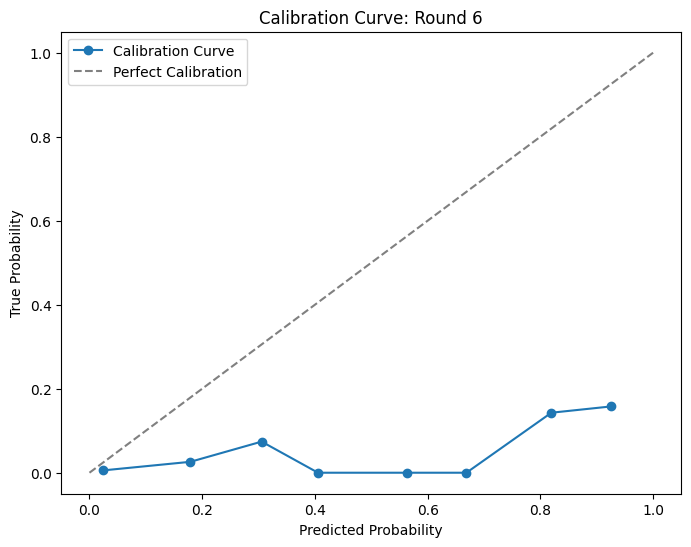 Calibration Curve: Round 6
Calibration Curve
Perfect Calibration
True Probability
1.0
0.8
0.6
0.4
0.2
0.0
0.0 0.2 0.4 0.6 0.8 1.0
Predicted Probability